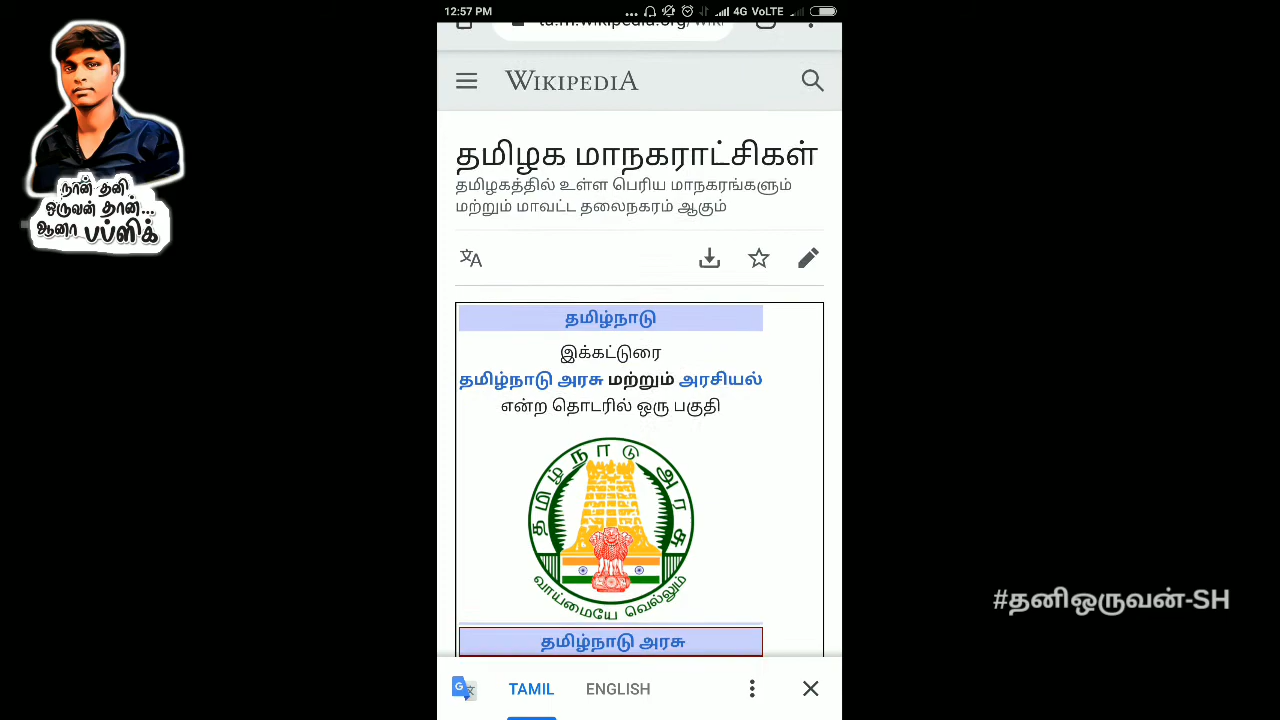 12:57 PM
4G VoLTE
WIKIPEDIA
தமிழக மாநகராட்சிகள்
தமிழகத்தில் உள்ள பெரிய மாநகரங்களும்
மற்றும் மாவட்ட தலைநகரம் ஆகும்
தமிழ்நாடு
இக்கட்டுரை
தமிழ்நாடு அரசு மற்றும் அரசியல்
என்ற தொடரில் ஒரு பகுதி
தமிழ்நாடு அரசு
வாய்மையே வெல்லும்
தமிழ்நாடு அரசு
TAMIL ENGLISH
நான் தனி
ஒருவன் தான்...
ஆனா பப்ளிக்
#தனிஒருவன்-SH